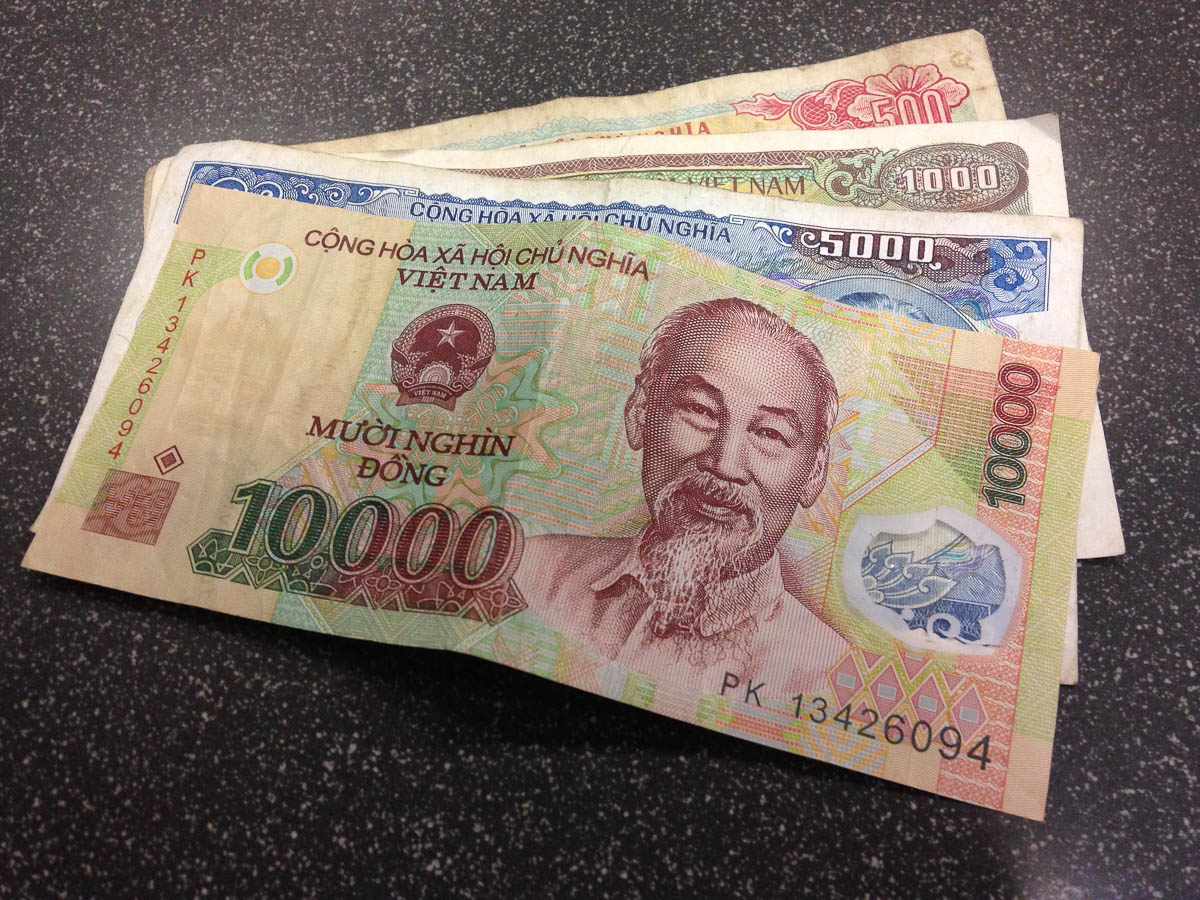 500
NGHĨA
VIỆT NAM
1000
CỘNG HÒA XÃ HỘI CHỦ NGHĨA
5000
CỘNG HÒA XÃ HỘI CHỦ NGHĨA
VIỆT NAM
PK 13426094
VIỆT NAM
MƯỜI NGHÌN
ĐỒNG
10000
10000
PK 13426094